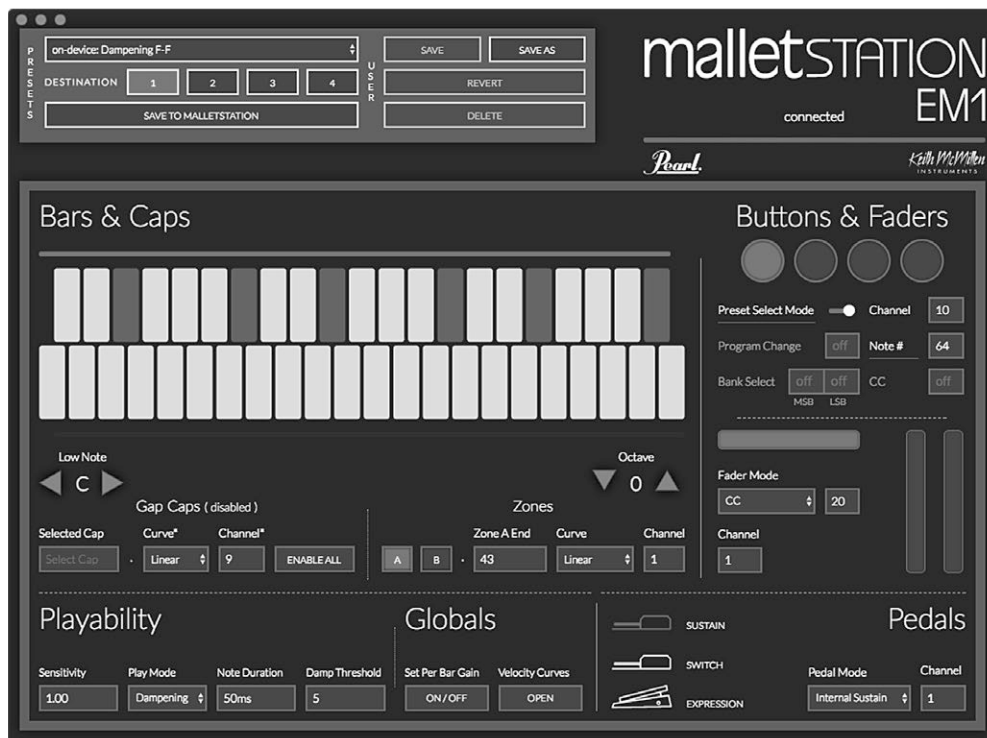 PRESETS
on-device: Dampening F-F
DESTINATION 1 2 3 4
SAVE TO MALLETSTATION
USER
SAVE SAVE AS
REVERT
DELETE
malletSTATION
EM1
connected
Pearl.
Keith McMillen
INSTRUMENTS
Bars & Caps
Low Note
C
Octave
0
Gap Caps ( disabled )
Selected Cap Curve* Channel*
Select Cap Linear 9 ENABLE ALL
Zones
Zone A End Curve Channel
A B 43 Linear 1
Buttons & Faders
Preset Select Mode Channel 10
Program Change off Note # 64
Bank Select off off CC off
MSB LSB
Fader Mode
CC 20
Channel
1
Playability
Sensitivity Play Mode Note Duration Damp Threshold
1.00 Dampening 50ms 5
Globals
Set Per Bar Gain Velocity Curves
ON / OFF OPEN
Pedals
SUSTAIN
SWITCH
EXPRESSION
Pedal Mode Channel
Internal Sustain 1